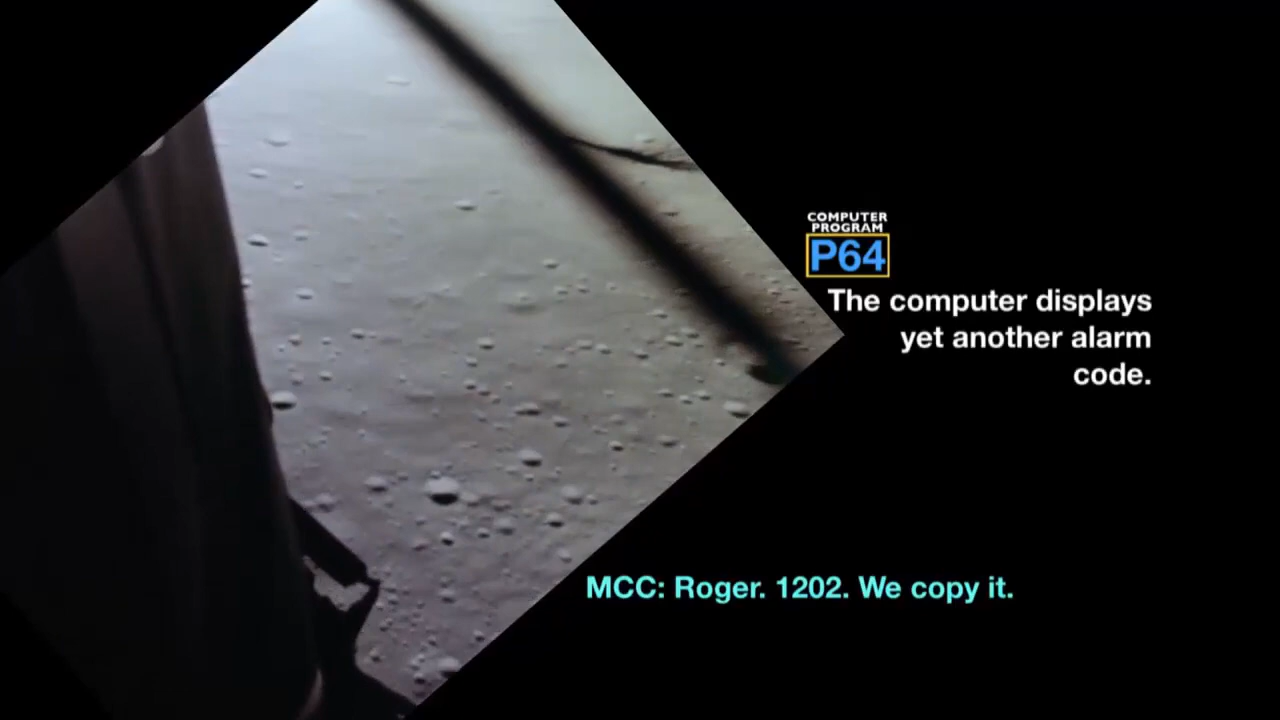 COMPUTER
PROGRAM
P64
The computer displays
yet another alarm
code.
MCC: Roger. 1202. We copy it.